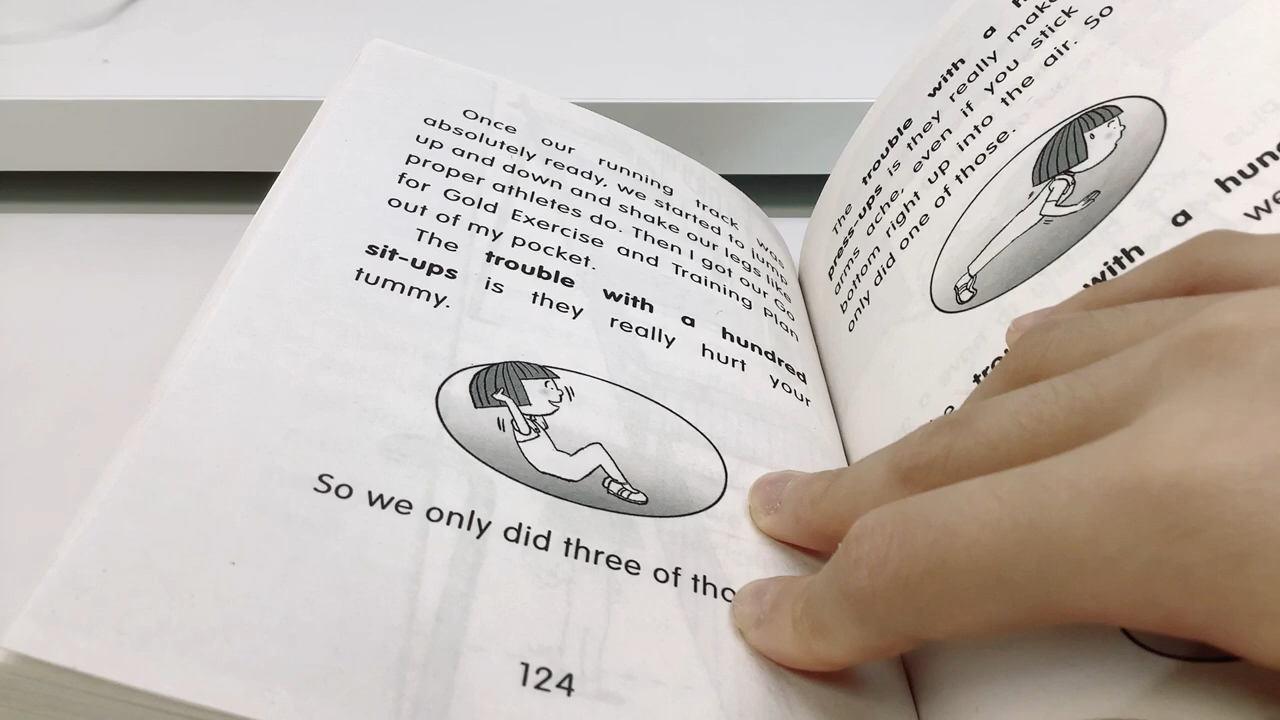 Once our running track was
absolutely ready, we started to jump
up and down and shake our legs like
proper athletes do. Then I got our Go
for Gold Exercise and Training Plan
out of my pocket.
The trouble with a hundred
sit-ups is they really hurt your
tummy.
So we only did three of
124
The trouble with a
press-ups is they really make
arms ache, even if you stick
bottom right up into the air. So
only did one of those.
with a